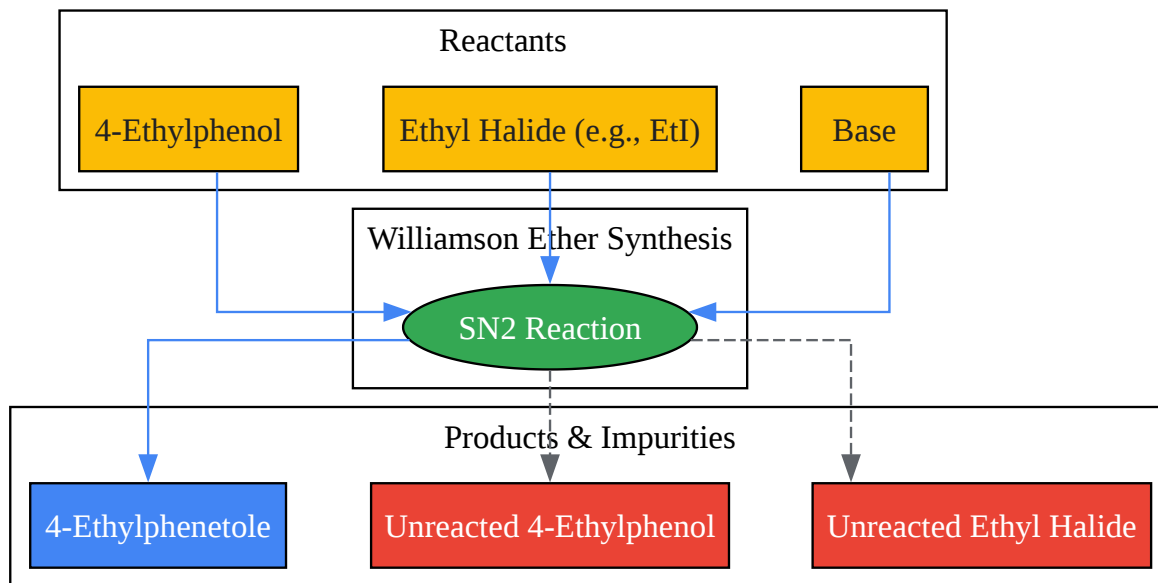 Reactants
4-Ethylphenol
Ethyl Halide (e.g., EtI)
Base
Williamson Ether Synthesis
SN2 Reaction
Products & Impurities
4-Ethylphenetole
Unreacted 4-Ethylphenol
Unreacted Ethyl Halide